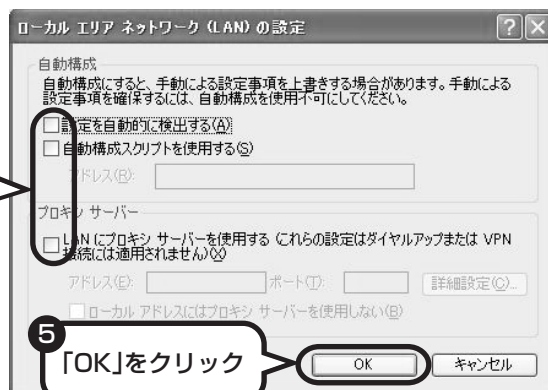 ローカル エリア ネットワーク (LAN) の設定
自動構成
自動構成にすると、手動による設定事項を上書きする場合があります。手動による
設定事項を確保するには、自動構成を使用不可にしてください。
設定を自動的に検出する(A)
自動構成スクリプトを使用する(S)
アドレス(R):
プロキシ サーバー
LAN にプロキシ サーバーを使用する (これらの設定はダイヤルアップまたは VPN
接続には適用されません)(X)
アドレス(E): ポート(T): 詳細設定(C)...
ローカル アドレスにはプロキシ サーバーを使用しない(B)
5
「OK」をクリック
OK キャンセル